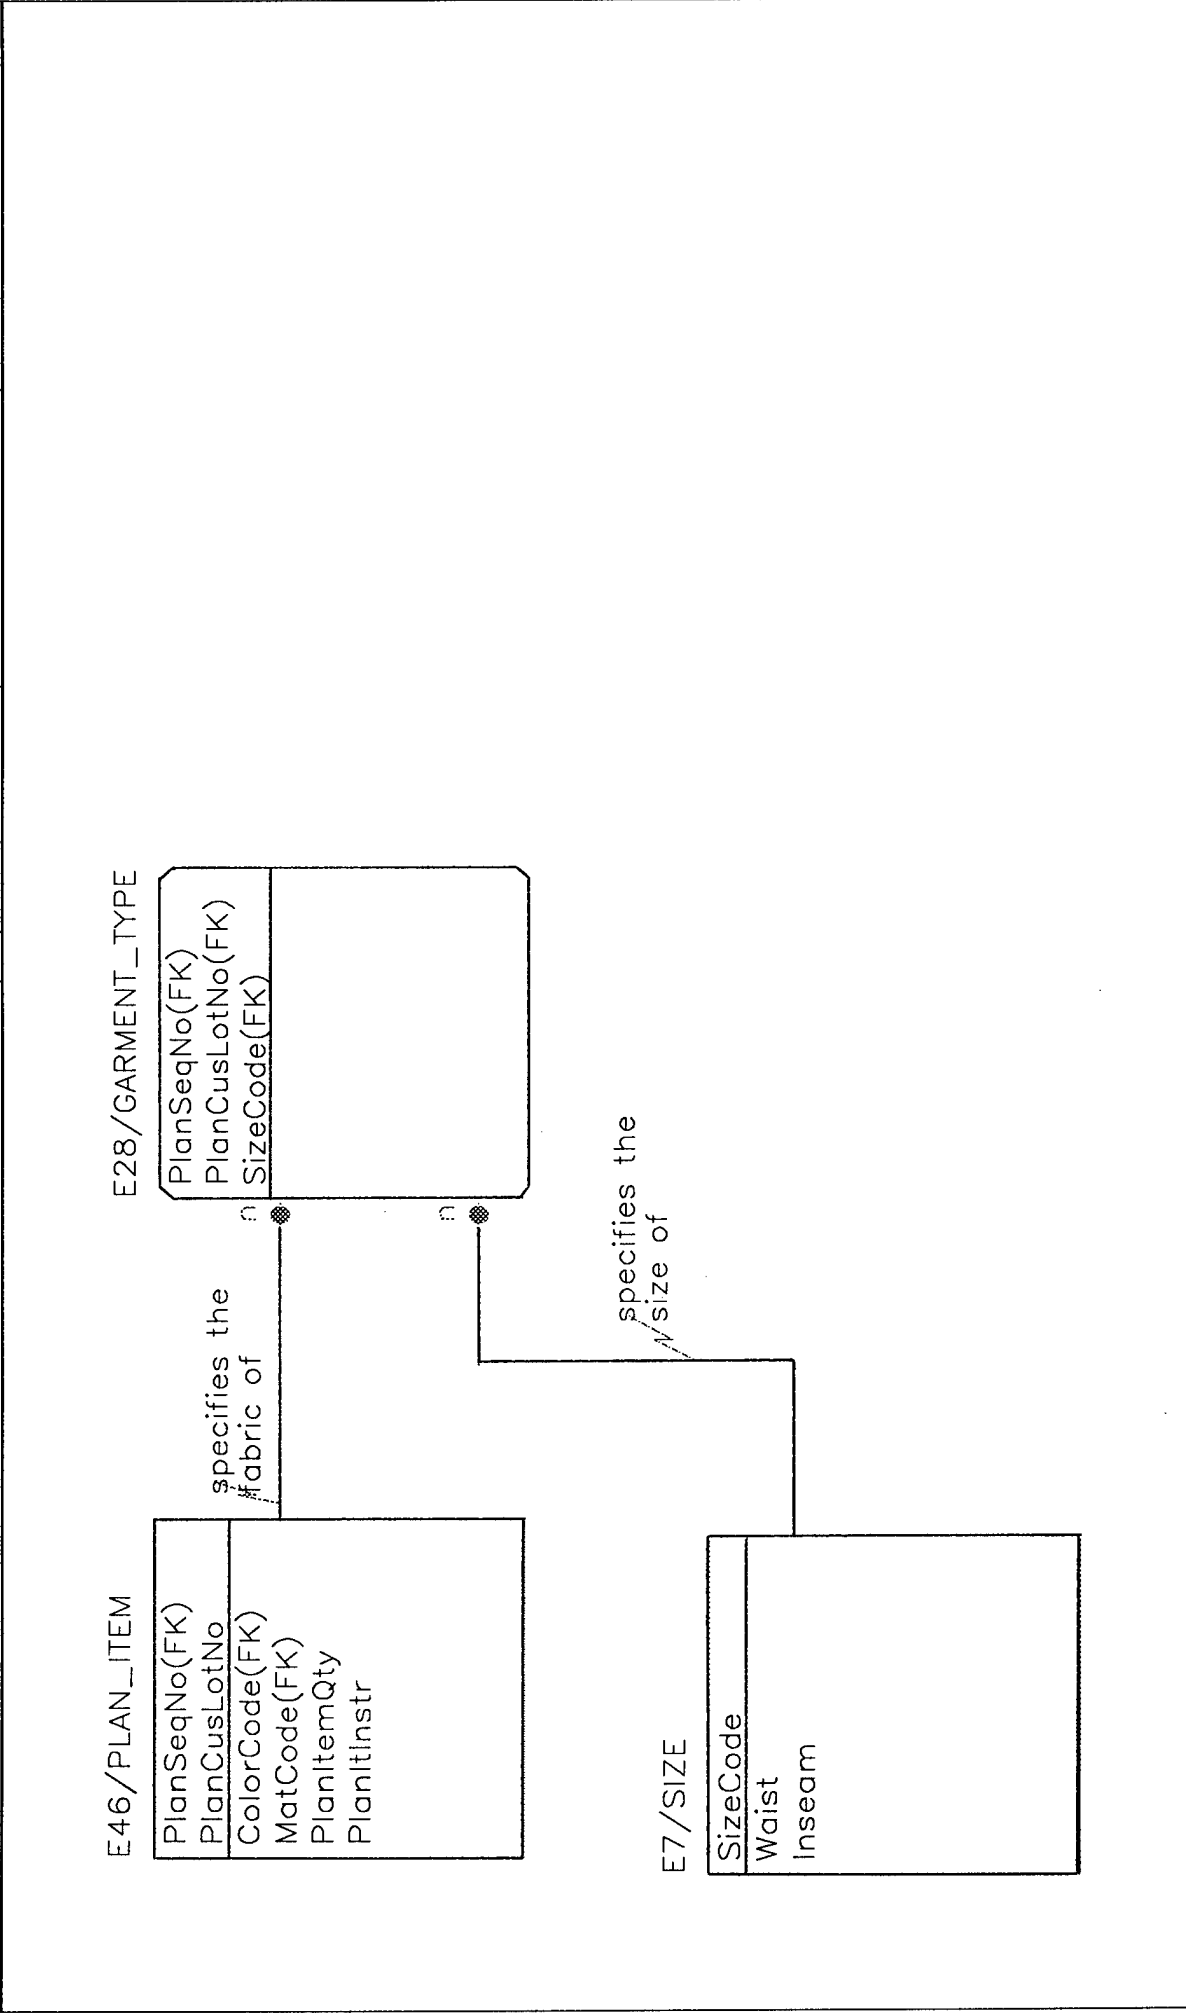 E46/PLAN_ITEM
PlanSeqNo(FK)
PlanCusLotNo
ColorCode(FK)
MatCode(FK)
PlanItemQty
PlanItInstr
specifies the
fabric of
n
E28/GARMENT_TYPE
PlanSeqNo(FK)
PlanCusLotNo(FK)
SizeCode(FK)
n
specifies the
size of
E7/SIZE
SizeCode
Waist
Inseam